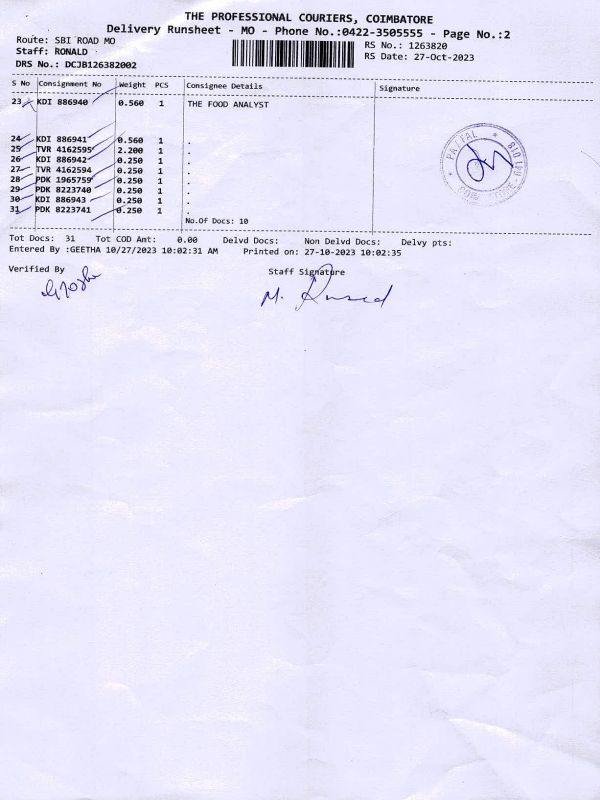 THE PROFESSIONAL COURIERS, COIMBATORE
Delivery Runsheet - MO - Phone No.:0422-3505555 - Page No.:2
Route: SBI ROAD MO
Staff: RONALD
DRS No.: DCJB126382002
RS No.: 1263820
RS Date: 27-Oct-2023
S No Consignment No Weight PCS Consignee Details Signature
23 KDI 886940 0.560 1 THE FOOD ANALYST
24 KDI 886941 0.560 1 .
25 TVR 4162595 2.200 1 .
26 KDI 886942 0.250 1 .
27 TVR 4162594 0.250 1 .
28 PDK 1965759 0.250 1 .
29 PDK 8223740 0.250 1 .
30 KDI 886943 0.250 1 .
31 PDK 8223741 0.250 1 .
No.Of Docs: 10
Tot Docs: 31 Tot COD Amt: 0.00 Delvd Docs: Non Delvd Docs: Delvy pts:
Entered By :GEETHA 10/27/2023 10:02:31 AM Printed on: 27-10-2023 10:02:35
Verified By Staff Signature
M.